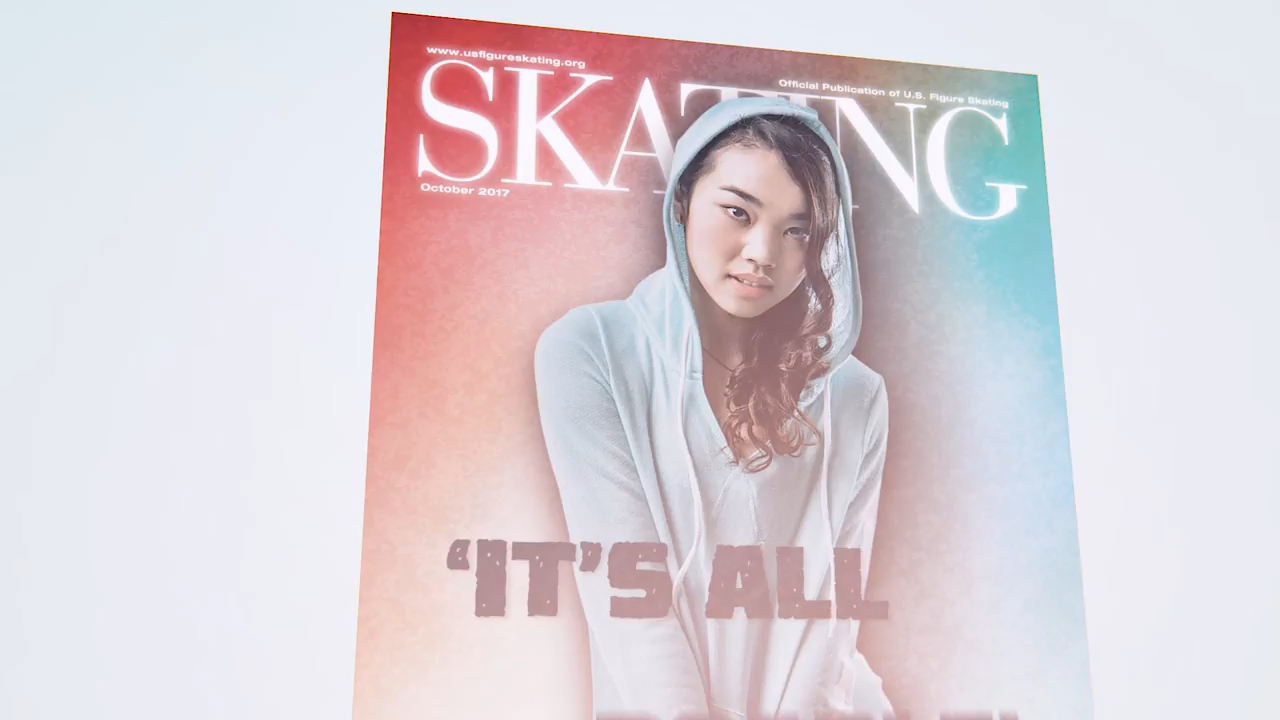 www.usfigureskating.org
Official Publication of U.S. Figure Skating
SKATING
October 2017
‘IT’S ALL